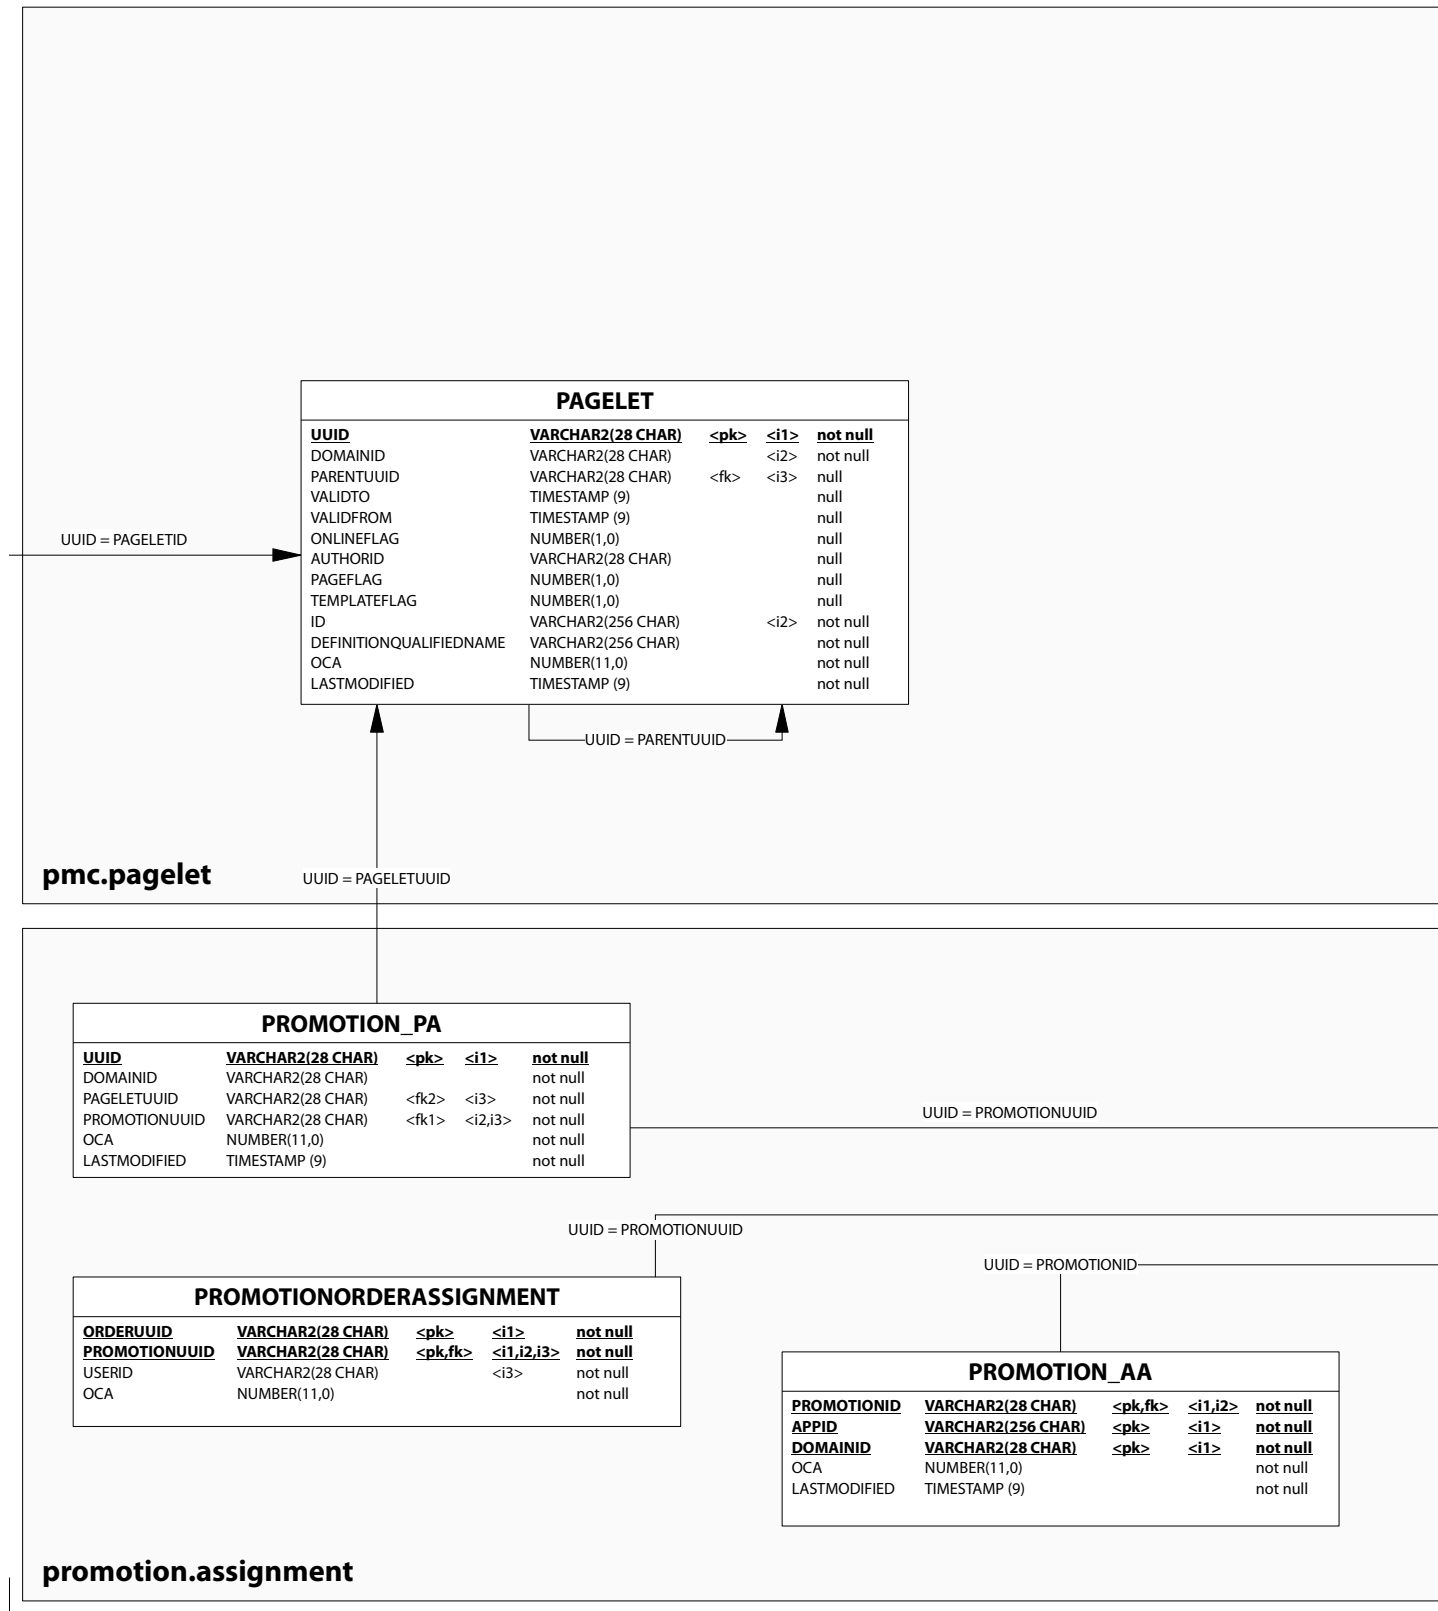 PAGELET
UUID VARCHAR2(28 CHAR) <pk> <i1> not null
DOMAINID VARCHAR2(28 CHAR) <i2> not null
PARENTUUID VARCHAR2(28 CHAR) <fk> <i3> null
VALIDTO TIMESTAMP (9) null
VALIDFROM TIMESTAMP (9) null
ONLINEFLAG NUMBER(1,0) null
AUTHORID VARCHAR2(28 CHAR) null
PAGEFLAG NUMBER(1,0) null
TEMPLATEFLAG NUMBER(1,0) null
ID VARCHAR2(256 CHAR) <i2> not null
DEFINITIONQUALIFIEDNAME VARCHAR2(256 CHAR) not null
OCA NUMBER(11,0) not null
LASTMODIFIED TIMESTAMP (9) not null
UUID = PAGELETID
UUID = PARENTUUID
pmc.pagelet
UUID = PAGELETUUID
PROMOTION_PA
UUID VARCHAR2(28 CHAR) <pk> <i1> not null
DOMAINID VARCHAR2(28 CHAR) not null
PAGELETUUID VARCHAR2(28 CHAR) <fk2> <i3> not null
PROMOTIONUUID VARCHAR2(28 CHAR) <fk1> <i2,i3> not null
OCA NUMBER(11,0) not null
LASTMODIFIED TIMESTAMP (9) not null
UUID = PROMOTIONUUID
UUID = PROMOTIONUUID
UUID = PROMOTIONID
PROMOTIONORDERASSIGNMENT
ORDERUUID VARCHAR2(28 CHAR) <pk> <i1> not null
PROMOTIONUUID VARCHAR2(28 CHAR) <pk,fk> <i1,i2,i3> not null
USERID VARCHAR2(28 CHAR) <i3> not null
OCA NUMBER(11,0) not null
PROMOTION_AA
PROMOTIONID VARCHAR2(28 CHAR) <pk,fk> <i1,i2> not null
APPID VARCHAR2(256 CHAR) <pk> <i1> not null
DOMAINID VARCHAR2(28 CHAR) <pk> <i1> not null
OCA NUMBER(11,0) not null
LASTMODIFIED TIMESTAMP (9) not null
promotion.assignment